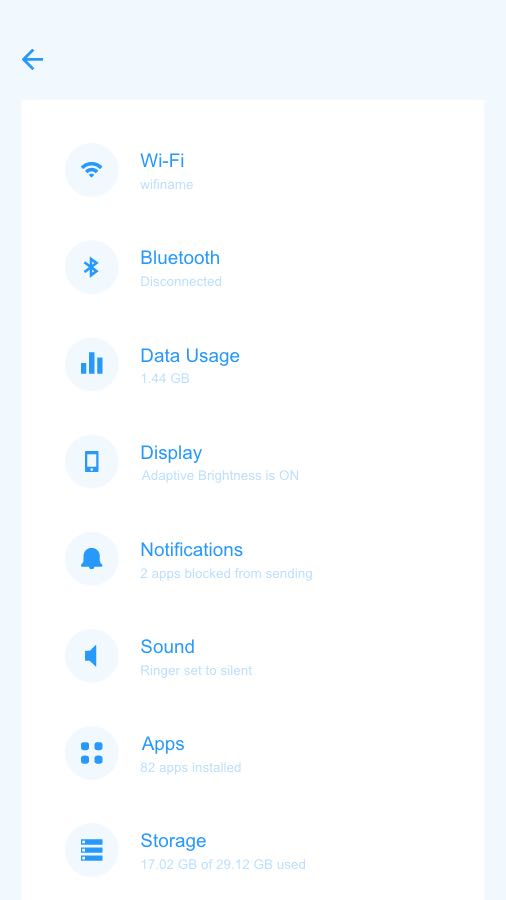 Wi-Fi
wifiname
Bluetooth
Disconnected
Data Usage
1.44 GB
Display
Adaptive Brightness is ON
Notifications
2 apps blocked from sending
Sound
Ringer set to silent
Apps
82 apps installed
Storage
17.02 GB of 29.12 GB used